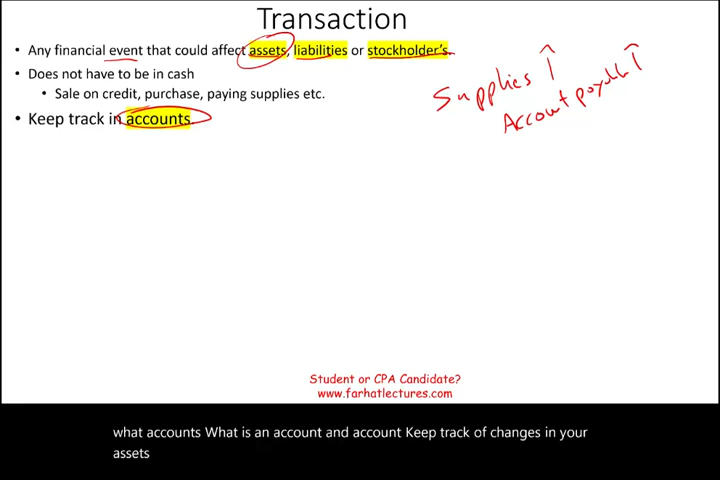 Transaction
• Any financial event that could affect assets, liabilities or stockholder's.
• Does not have to be in cash
• Sale on credit, purchase, paying supplies etc.
• Keep track in accounts.
Supplies ↑
Account payable ↑
Student or CPA Candidate?
www.farhatlectures.com
what accounts What is an account and account Keep track of changes in your
assets